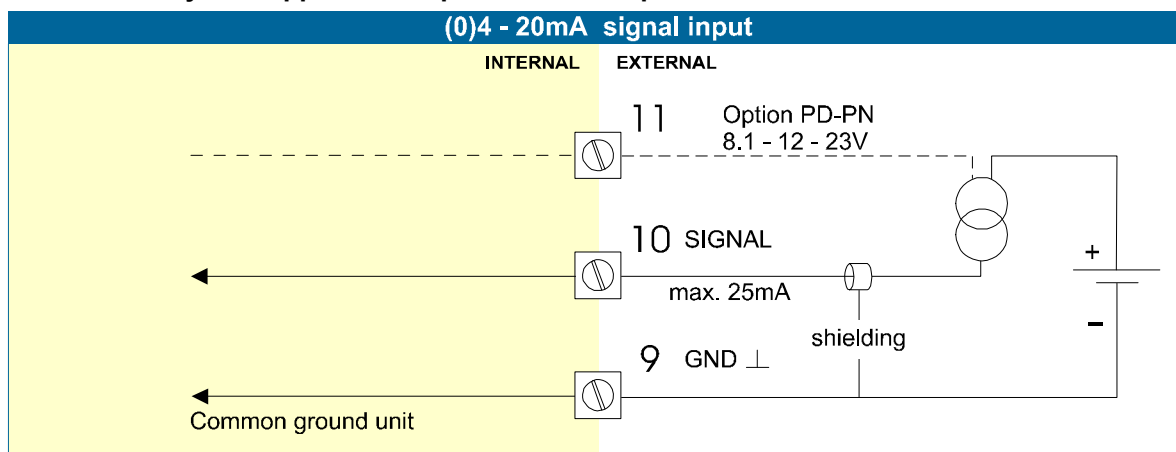 (0)4 - 20mA signal input
INTERNAL EXTERNAL
11 Option PD-PN
8.1 - 12 - 23V
10 SIGNAL
max. 25mA
+
-
shielding
9 GND ⊥
Common ground unit